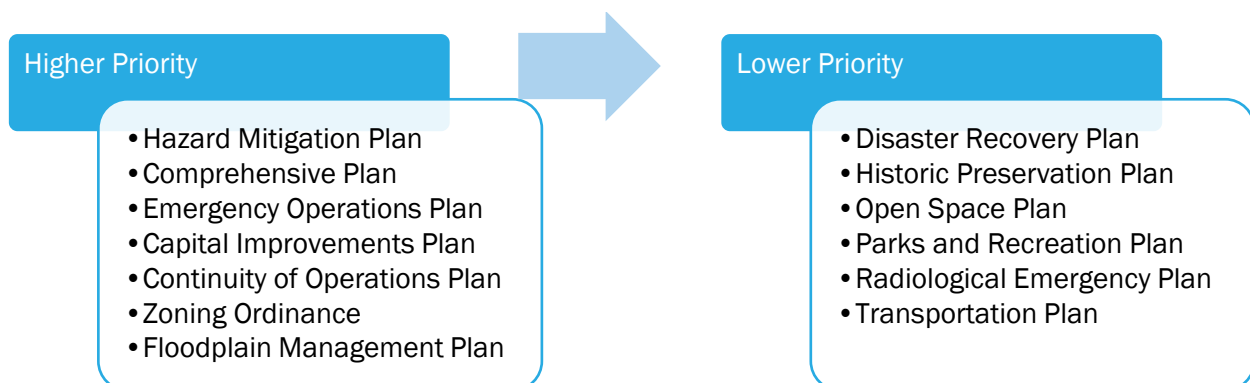 Higher Priority
•Hazard Mitigation Plan
•Comprehensive Plan
•Emergency Operations Plan
•Capital Improvements Plan
•Continuity of Operations Plan
•Zoning Ordinance
•Floodplain Management Plan
Lower Priority
•Disaster Recovery Plan
•Historic Preservation Plan
•Open Space Plan
•Parks and Recreation Plan
•Radiological Emergency Plan
•Transportation Plan